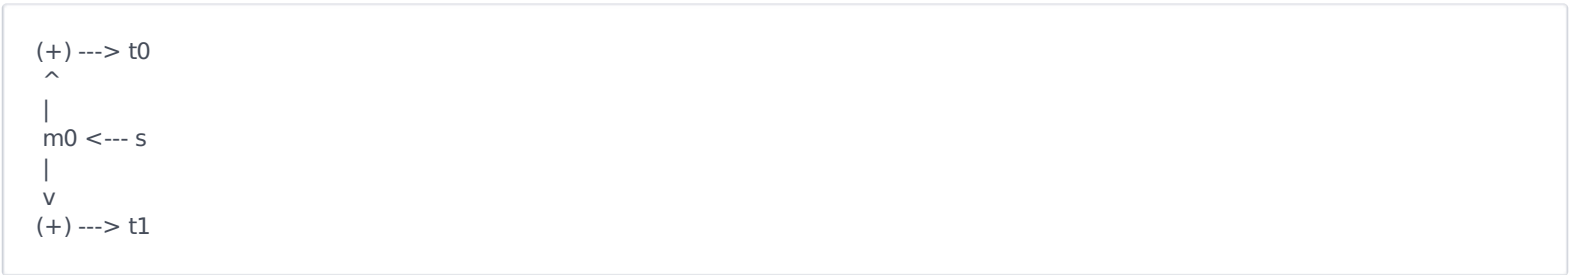 (+) ---> t0
^
|
m0 <--- s
|
v
(+) ---> t1